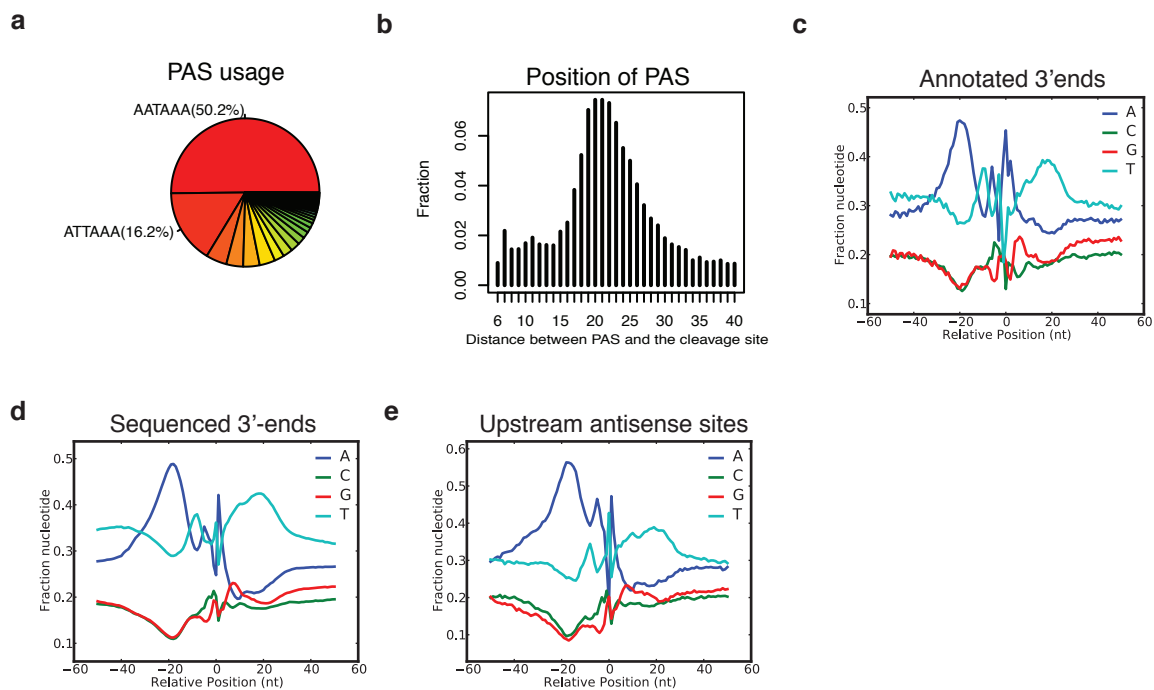 a
PAS usage
AATAAA(50.2%)
ATTAAA(16.2%)
b
Position of PAS
Fraction
0.00 0.02 0.04 0.06
6 10 15 20 25 30 35 40
Distance between PAS and the cleavage site
c
Annotated 3'ends
Fraction nucleotide
0.5
0.4
0.3
0.2
0.1
A
C
G
T
−60 −40 −20 0 20 40 60
Relative Position (nt)
d
Sequenced 3'-ends
Fraction nucleotide
0.5
0.4
0.3
0.2
0.1
A
C
G
T
−60 −40 −20 0 20 40 60
Relative Position (nt)
e
Upstream antisense sites
Fraction nucleotide
0.6
0.5
0.4
0.3
0.2
0.1
A
C
G
T
−60 −40 −20 0 20 40 60
Relative Position (nt)